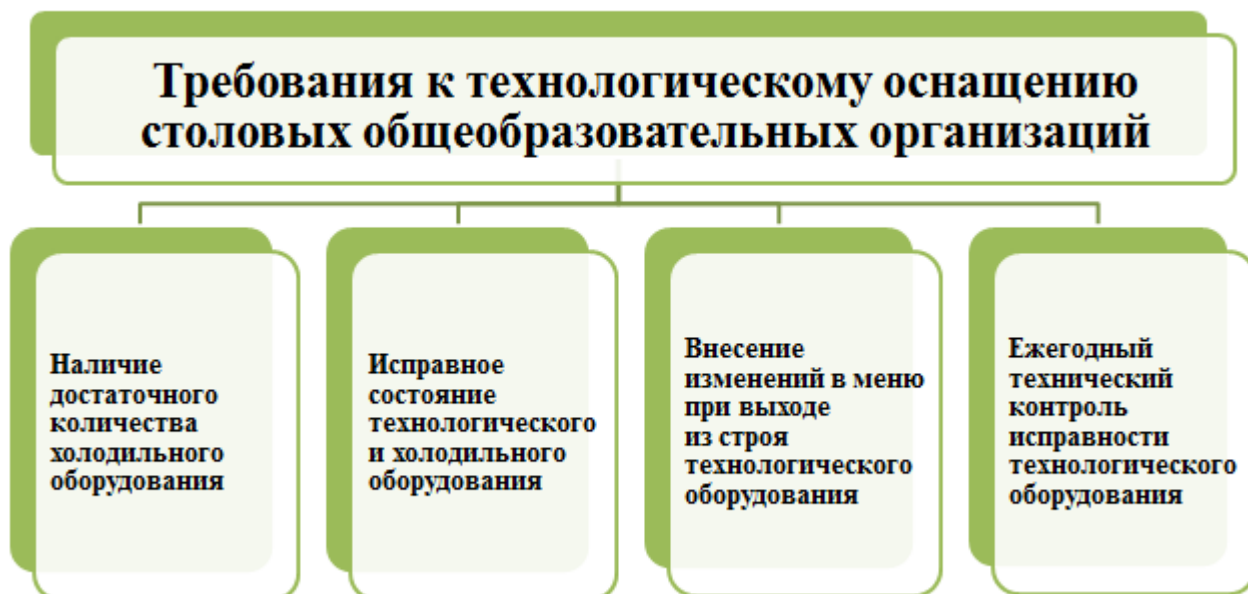 Требования к технологическому оснащению
столовых общеобразовательных организаций
Наличие
достаточного
количества
холодильного
оборудования
Исправное
состояние
технологического
и холодильного
оборудования
Внесение
изменений в меню
при выходе
из строя
технологического
оборудования
Ежегодный
технический
контроль
исправности
технологического
оборудования